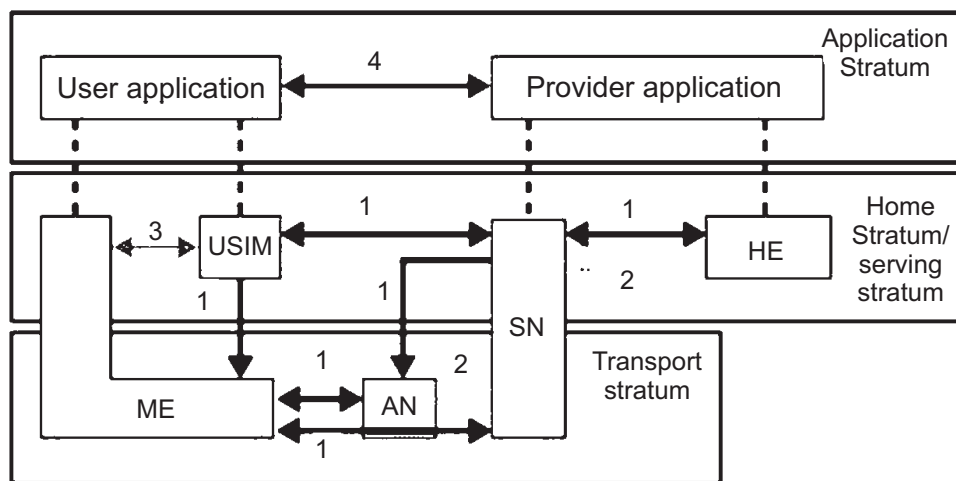 Application
Stratum
User application
4
Provider application
3
USIM
1
1
HE
Home
Stratum/
serving
stratum
1
1
2
SN
ME
1
AN
2
1
Transport
stratum